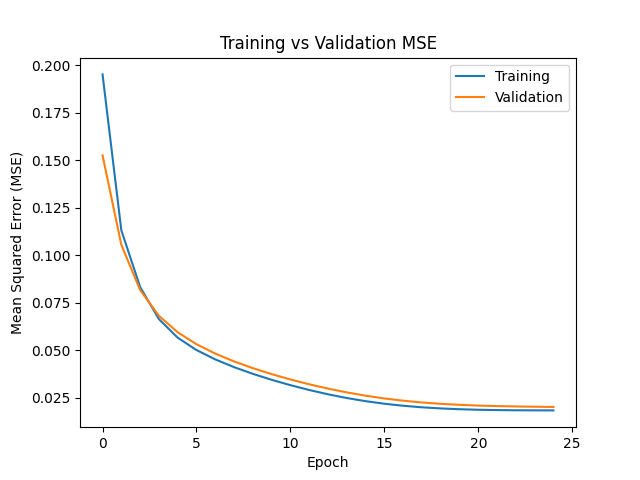 Training vs Validation MSE
Training
Validation
0.200
0.175
0.150
0.125
0.100
0.075
0.050
0.025
Mean Squared Error (MSE)
0 5 10 15 20 25
Epoch